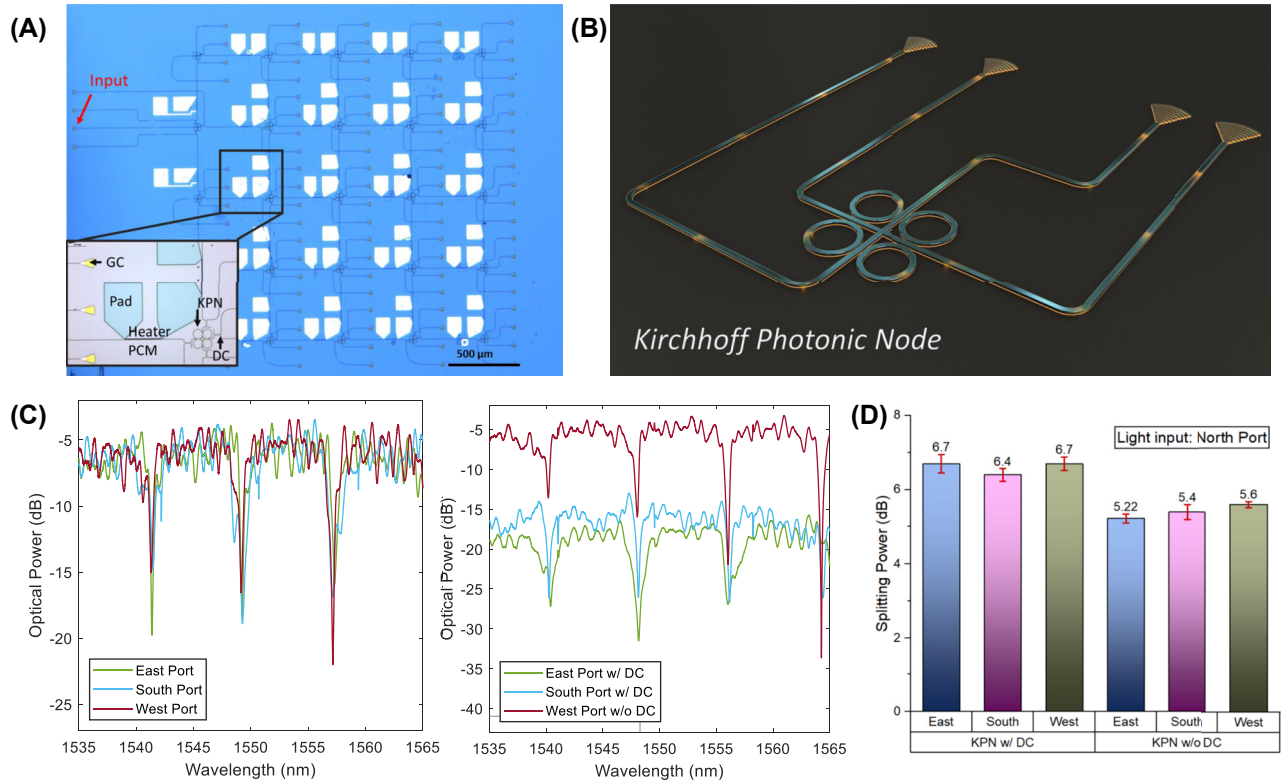 (A)
Input
GC
Pad
KPN
Heater
PCM
DC
500 μm
(B)
Kirchhoff Photonic Node
(C)
Optical Power (dB)
-5
-10
-15
-20
-25
East Port
South Port
West Port
1535 1540 1545 1550 1555 1560 1565
Wavelength (nm)
Optical Power (dB)
-5
-10
-15
-20
-25
-30
-35
-40
East Port w/ DC
South Port w/ DC
West Port w/o DC
1535 1540 1545 1550 1555 1560 1565
Wavelength (nm)
(D)
Splitting Power (dB)
8
6
4
2
0
Light input: North Port
6.7 6.4 6.7 5.22 5.4 5.6
East South West East South West
KPN w/ DC KPN w/o DC